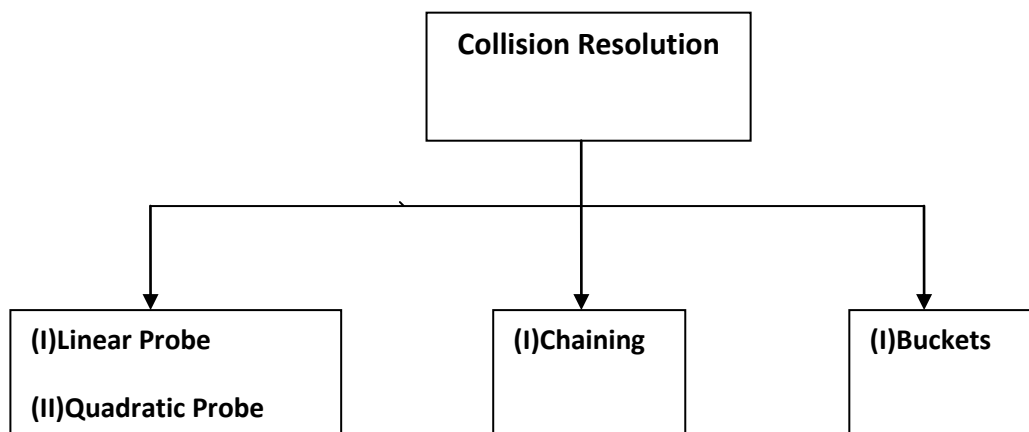 Collision Resolution
(I)Linear Probe
(II)Quadratic Probe
(I)Chaining
(I)Buckets